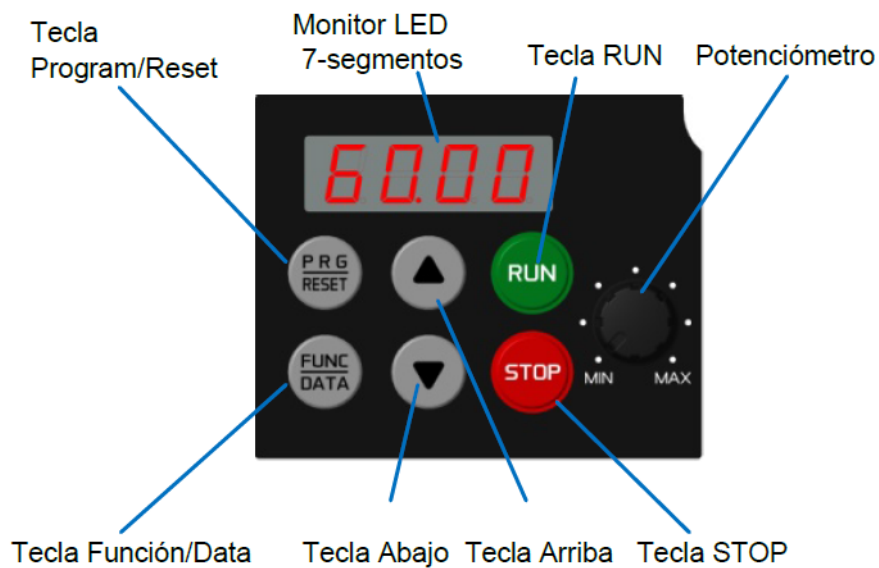 Tecla
Program/Reset
Monitor LED
7-segmentos
Tecla RUN
Potenciómetro
60.00
PRG
RESET
RUN
FUNC
DATA
STOP
MIN
MAX
Tecla Función/Data
Tecla Abajo
Tecla Arriba
Tecla STOP